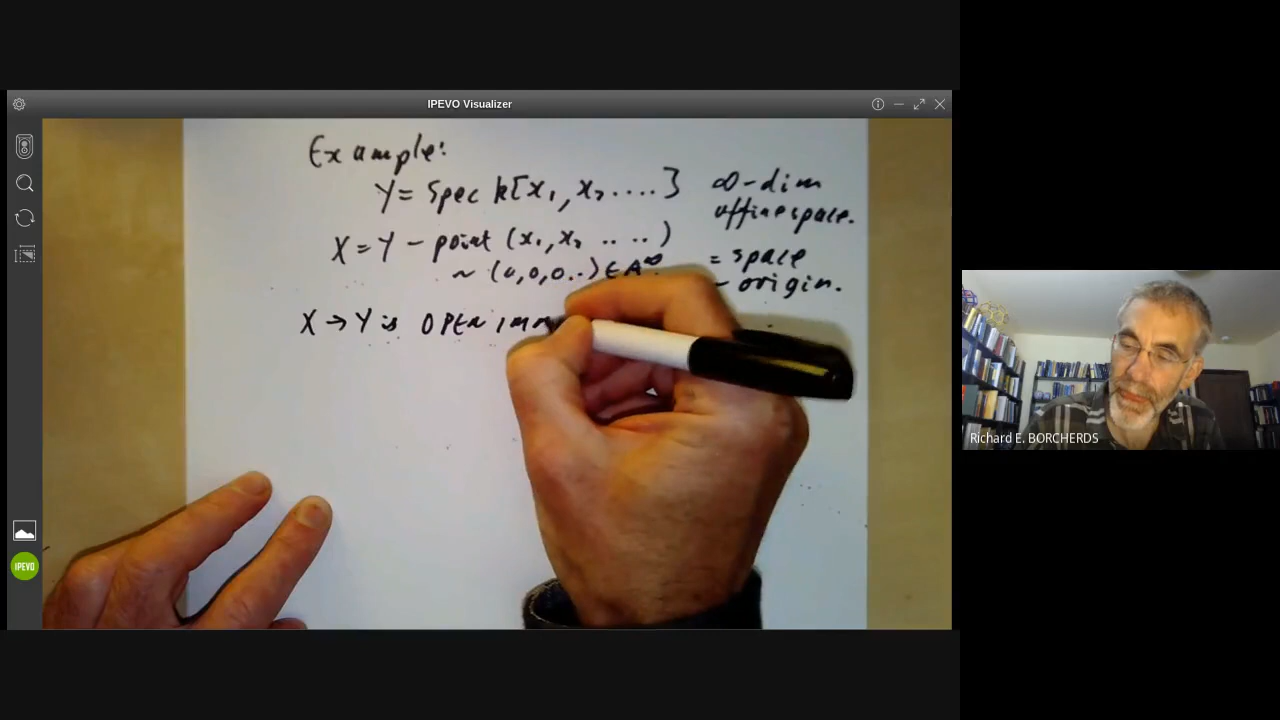 IPEVO Visualizer
Example:
Y = Spec k[x₁, x₂ ....] ∞-dim
affine space.
X = Y - point (x₁, x₂ .. ..) = space
~ (0,0,0..) ∈ A^∞ - origin.
X → Y is open imm
Richard E. BORCHERDS
IPEVO